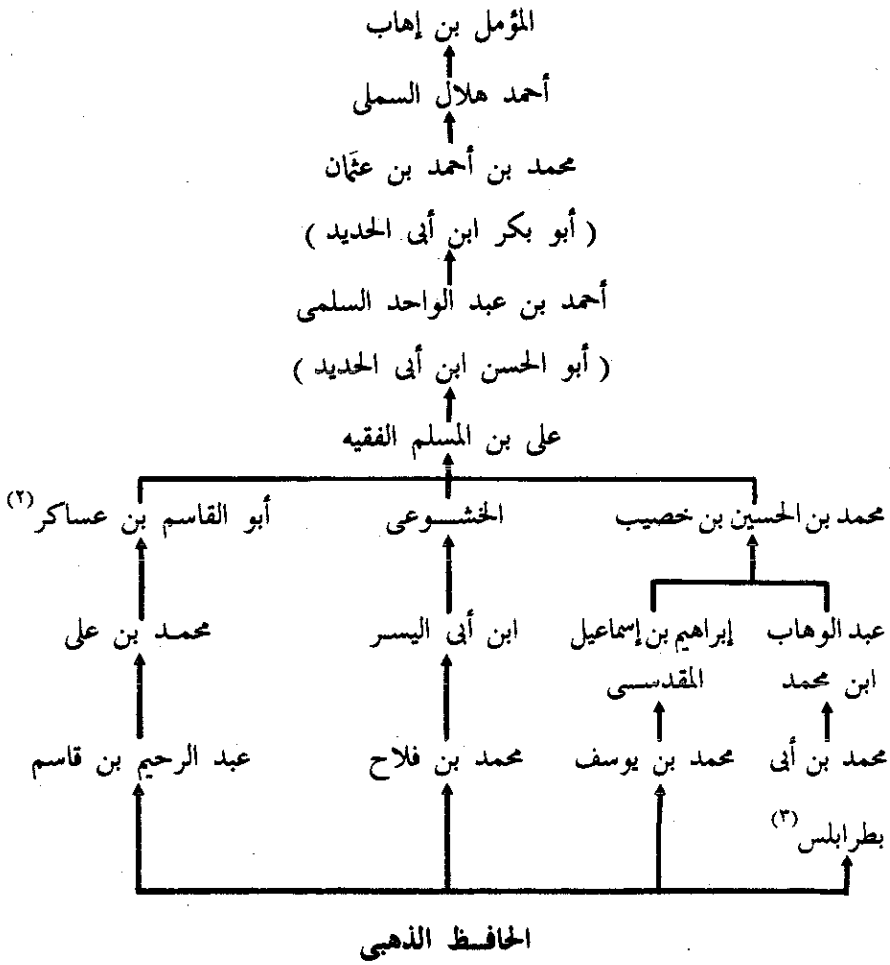 المؤمل بن إهاب
أحمد هلال السملى
محمد بن أحمد بن عثمان
( أبو بكر ابن أبى الحديد )
أحمد بن عبد الواحد السلمى
( أبو الحسن ابن أبى الحديد )
على بن المسلم الفقيه
محمد بن الحسين بن خصيب الخشوعى أبو القاسم بن عساكر (٢)
عبد الوهاب إبراهيم بن إسماعيل ابن أبى اليسر محمد بن على
ابن محمد المقدسى
محمد بن أبى محمد بن يوسف محمد بن فلاح عبد الرحيم بن قاسم
بطرابلس (٣)
الحافظ الذهبى